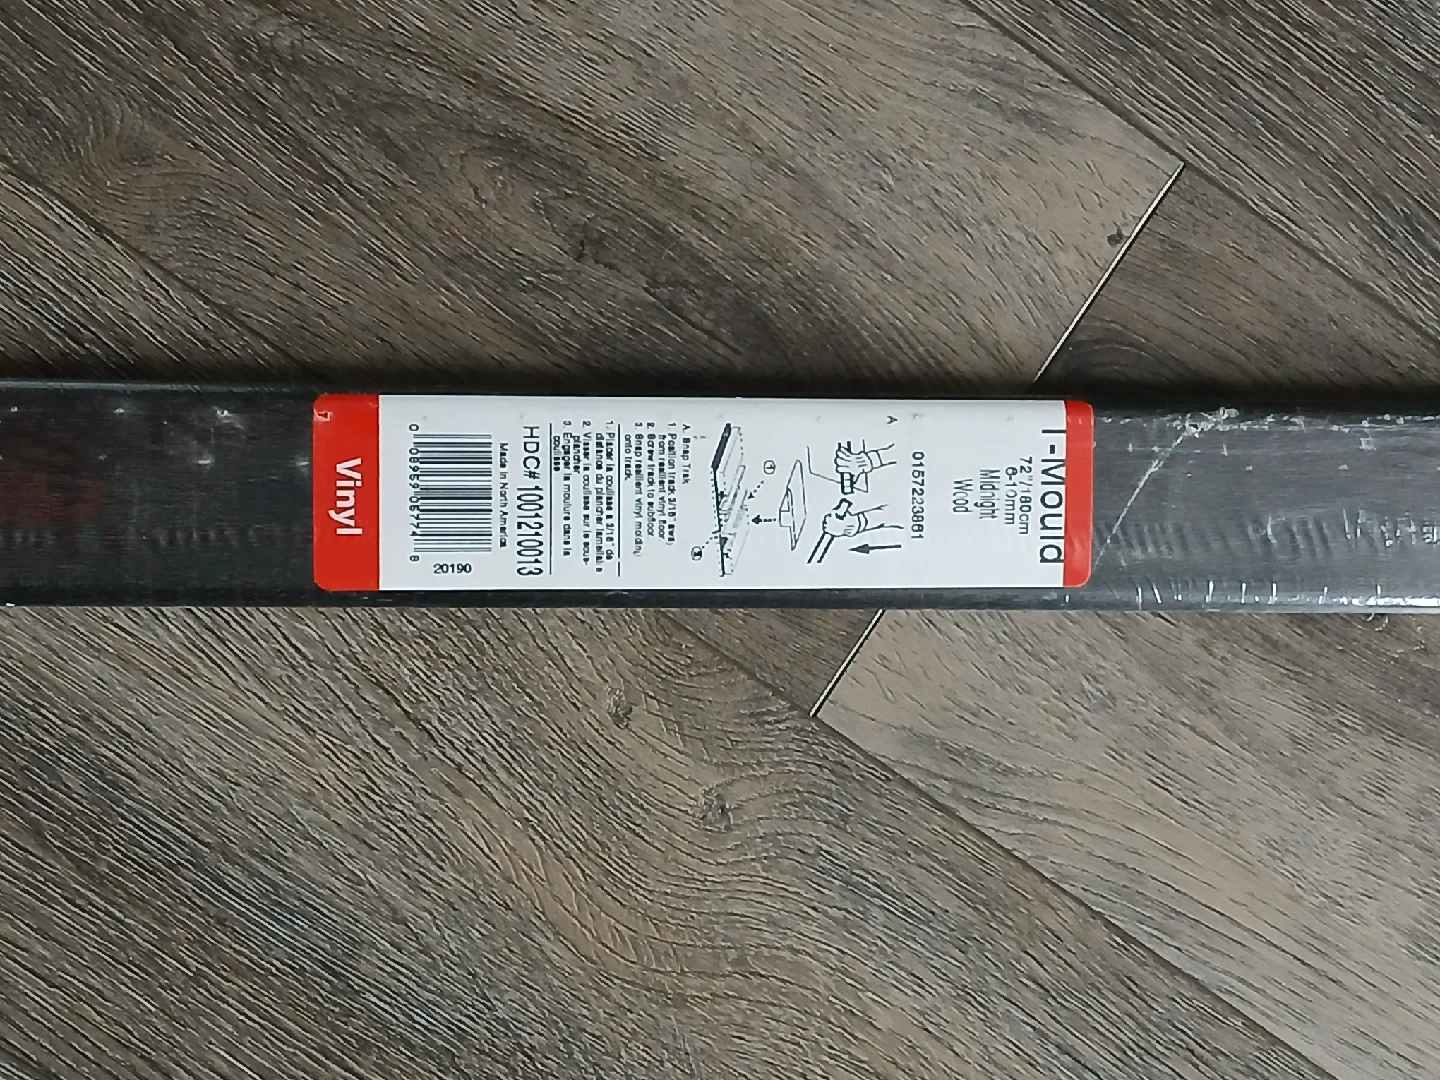 T-Mould
72"/180cm
6-10mm
Midnight
Wood
0157223881
A
1
3
A. Snap Track
1. Position track 3/16" away
from resilient vinyl floor
2. Screw track to subfloor
3. Snap resilient vinyl molding
onto track.
1. Placer la coulisse à 3/16" de
distance du plancher lamellaire
2. Visser la coulisse sur le sous-
plancher
3. Engager la moulure dans la
coulisse
HDC# 1001210013
Made In North America
20190
Vinyl